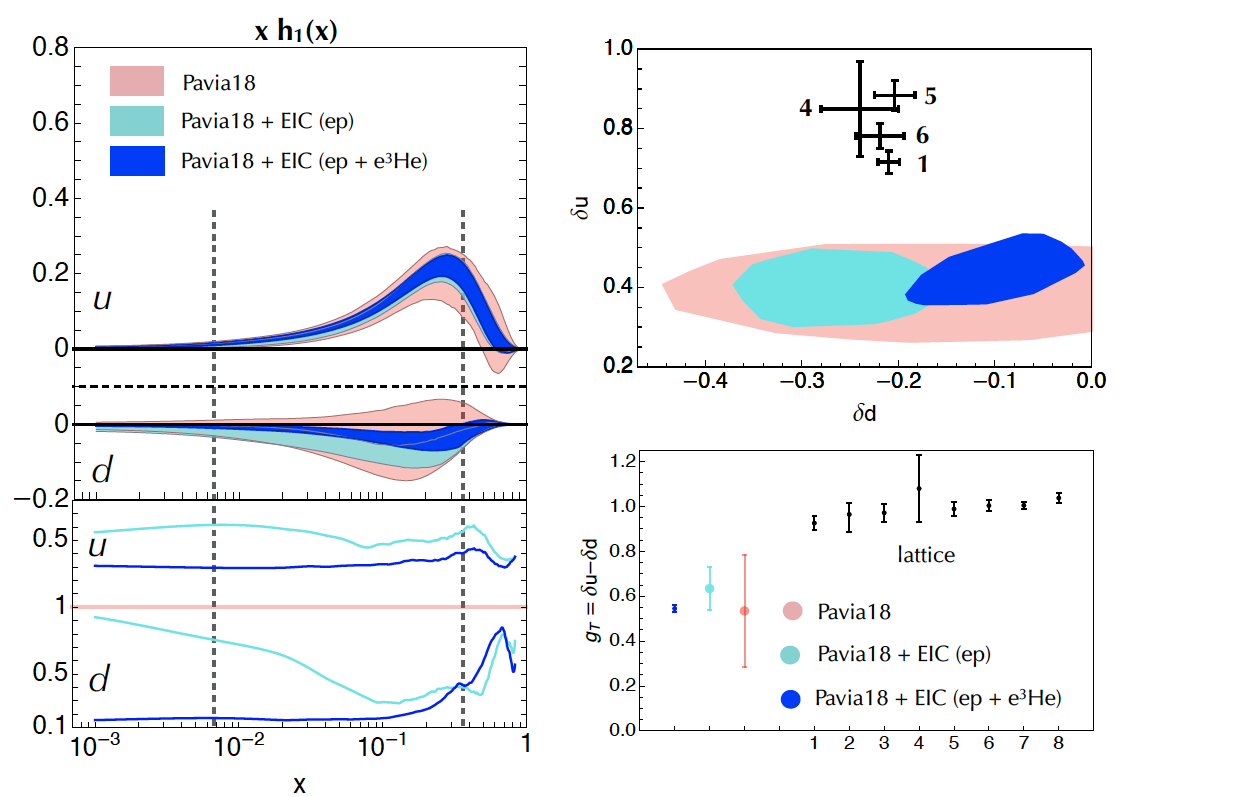 x h₁(x)
0.8
0.6
0.4
0.2
0
0
−0.2
Pavia18
Pavia18 + EIC (ep)
Pavia18 + EIC (ep + e³He)
u
d
0.2
0.5
1
0.5
0.1
u
d
10⁻³
10⁻²
10⁻¹
1
x
1.0
0.8
0.6
0.4
0.2
δu
4
5
6
1
−0.4
−0.3
−0.2
−0.1
0.0
δd
1.2
1.0
0.8
0.6
0.4
0.2
0.0
g_T = δu−δd
lattice
Pavia18
Pavia18 + EIC (ep)
Pavia18 + EIC (ep + e³He)
1 2 3 4 5 6 7 8